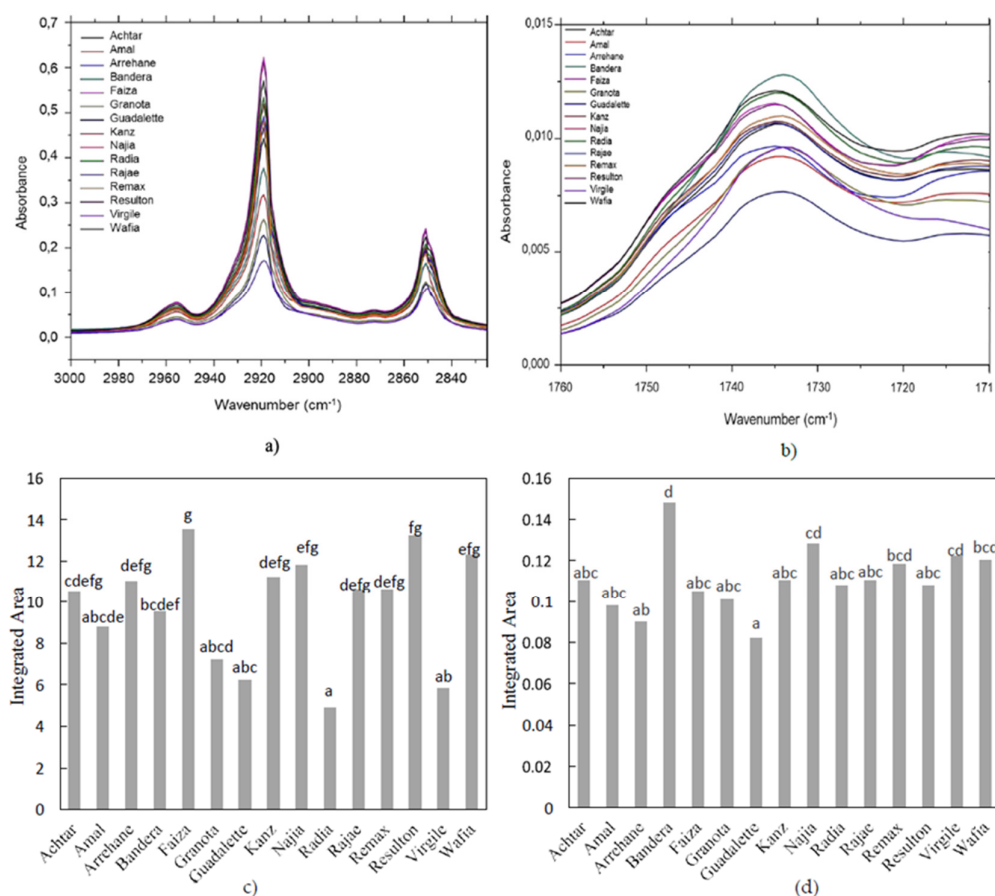 0,7
0,6
0,5
0,4
0,3
0,2
0,1
0,0
Absorbance
Achtar
Amal
Arrehane
Bandera
Faiza
Granota
Guadalette
Kanz
Najia
Radia
Rajae
Remax
Resulton
Virgile
Wafia
3000 2980 2960 2940 2920 2900 2880 2860 2840
Wavenumber (cm-1)
a)
0,015
0,010
0,005
0,000
Absorbance
Achtar
Amal
Arrehane
Bandera
Faiza
Granota
Guadalette
Kanz
Najia
Radia
Rajae
Remax
Resulton
Virgile
Wafia
1760 1750 1740 1730 1720 171
Wavenumber (cm-1)
b)
16
14
12
10
8
6
4
2
0
Integrated Area
cdefg abcde defg bcdef g abcd abc defg efg a defg defg fg ab efg
Achtar Amal Arrehane Bandera Faiza Granota Guadalette Kanz Najia Radia Rajae Remax Resulton Virgile Wafia
c)
0.16
0.14
0.12
0.1
0.08
0.06
0.04
0.02
0
Integrated Area
abc abc ab d abc abc a abc cd abc abc bcd abc cd bcd
Achtar Amal Arrehane Bandera Faiza Granota Guadalette Kanz Najia Radia Rajae Remax Resulton Virgile Wafia
(d)